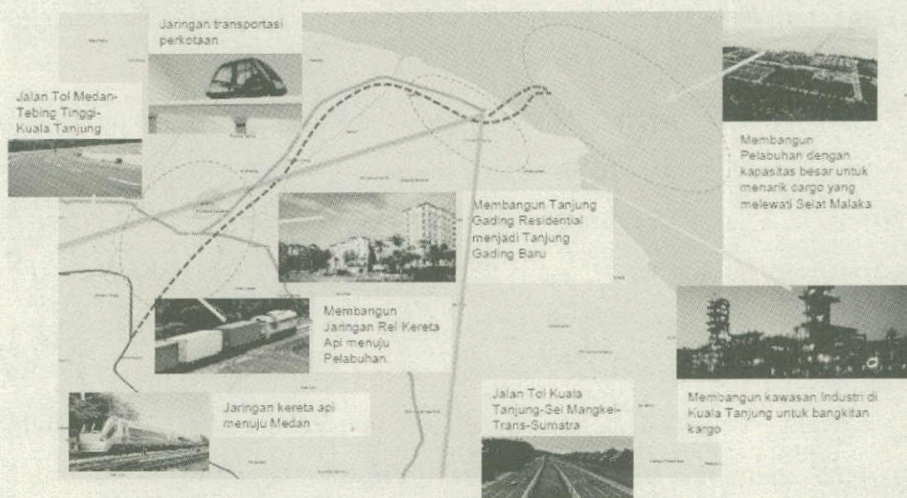 Jaringan transportasi
perkotaan
Jalan Tol Medan-
Tebing Tinggi-
Kuala Tanjung
Membangun
Pelabuhan dengan
kapasitas besar untuk
menarik cargo yang
melewati Selat Malaka
Membangun Tanjung
Gading Residential
menjadi Tanjung
Gading Baru
Membangun
Jaringan Rel Kereta
Api menuju
Pelabuhan
Jaringan kereta api
menuju Medan
Jalan Tol Kuala
Tanjung-Sei Mangkei-
Trans-Sumatra
Membangun kawasan Industri di
Kuala Tanjung untuk bangkitan
kargo